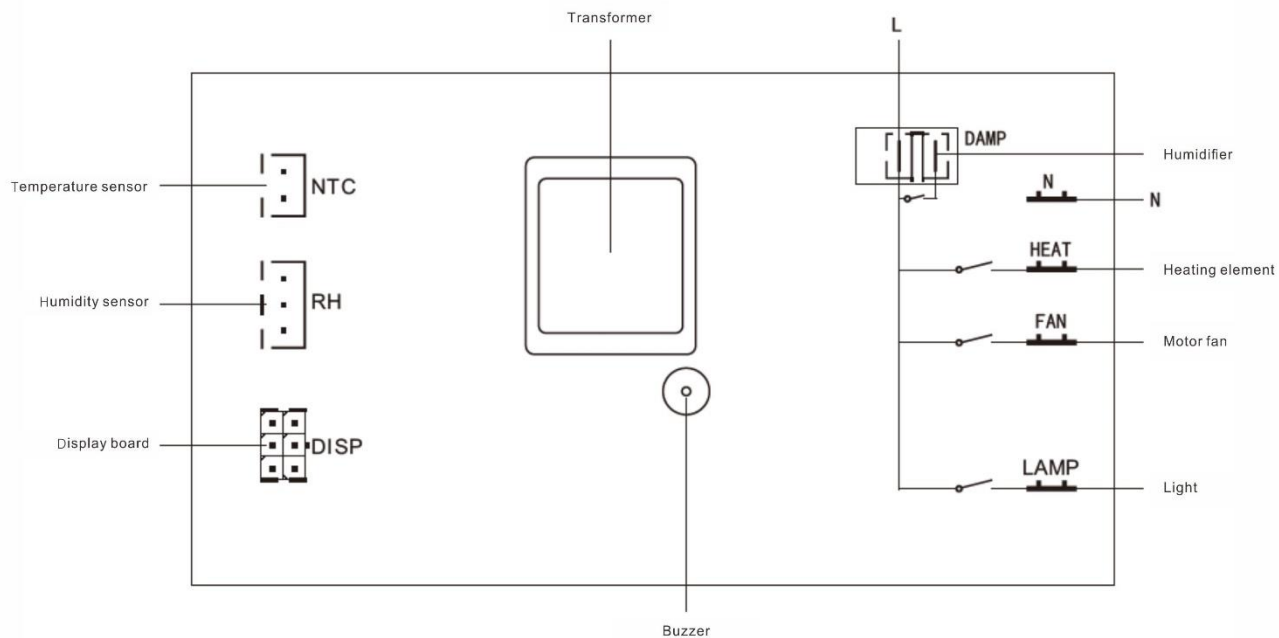 Transformer
L
DAMP
Humidifier
Temperature sensor
NTC
N
N
HEAT
Heating element
Humidity sensor
RH
FAN
Motor fan
Display board
DISP
LAMP
Light
Buzzer